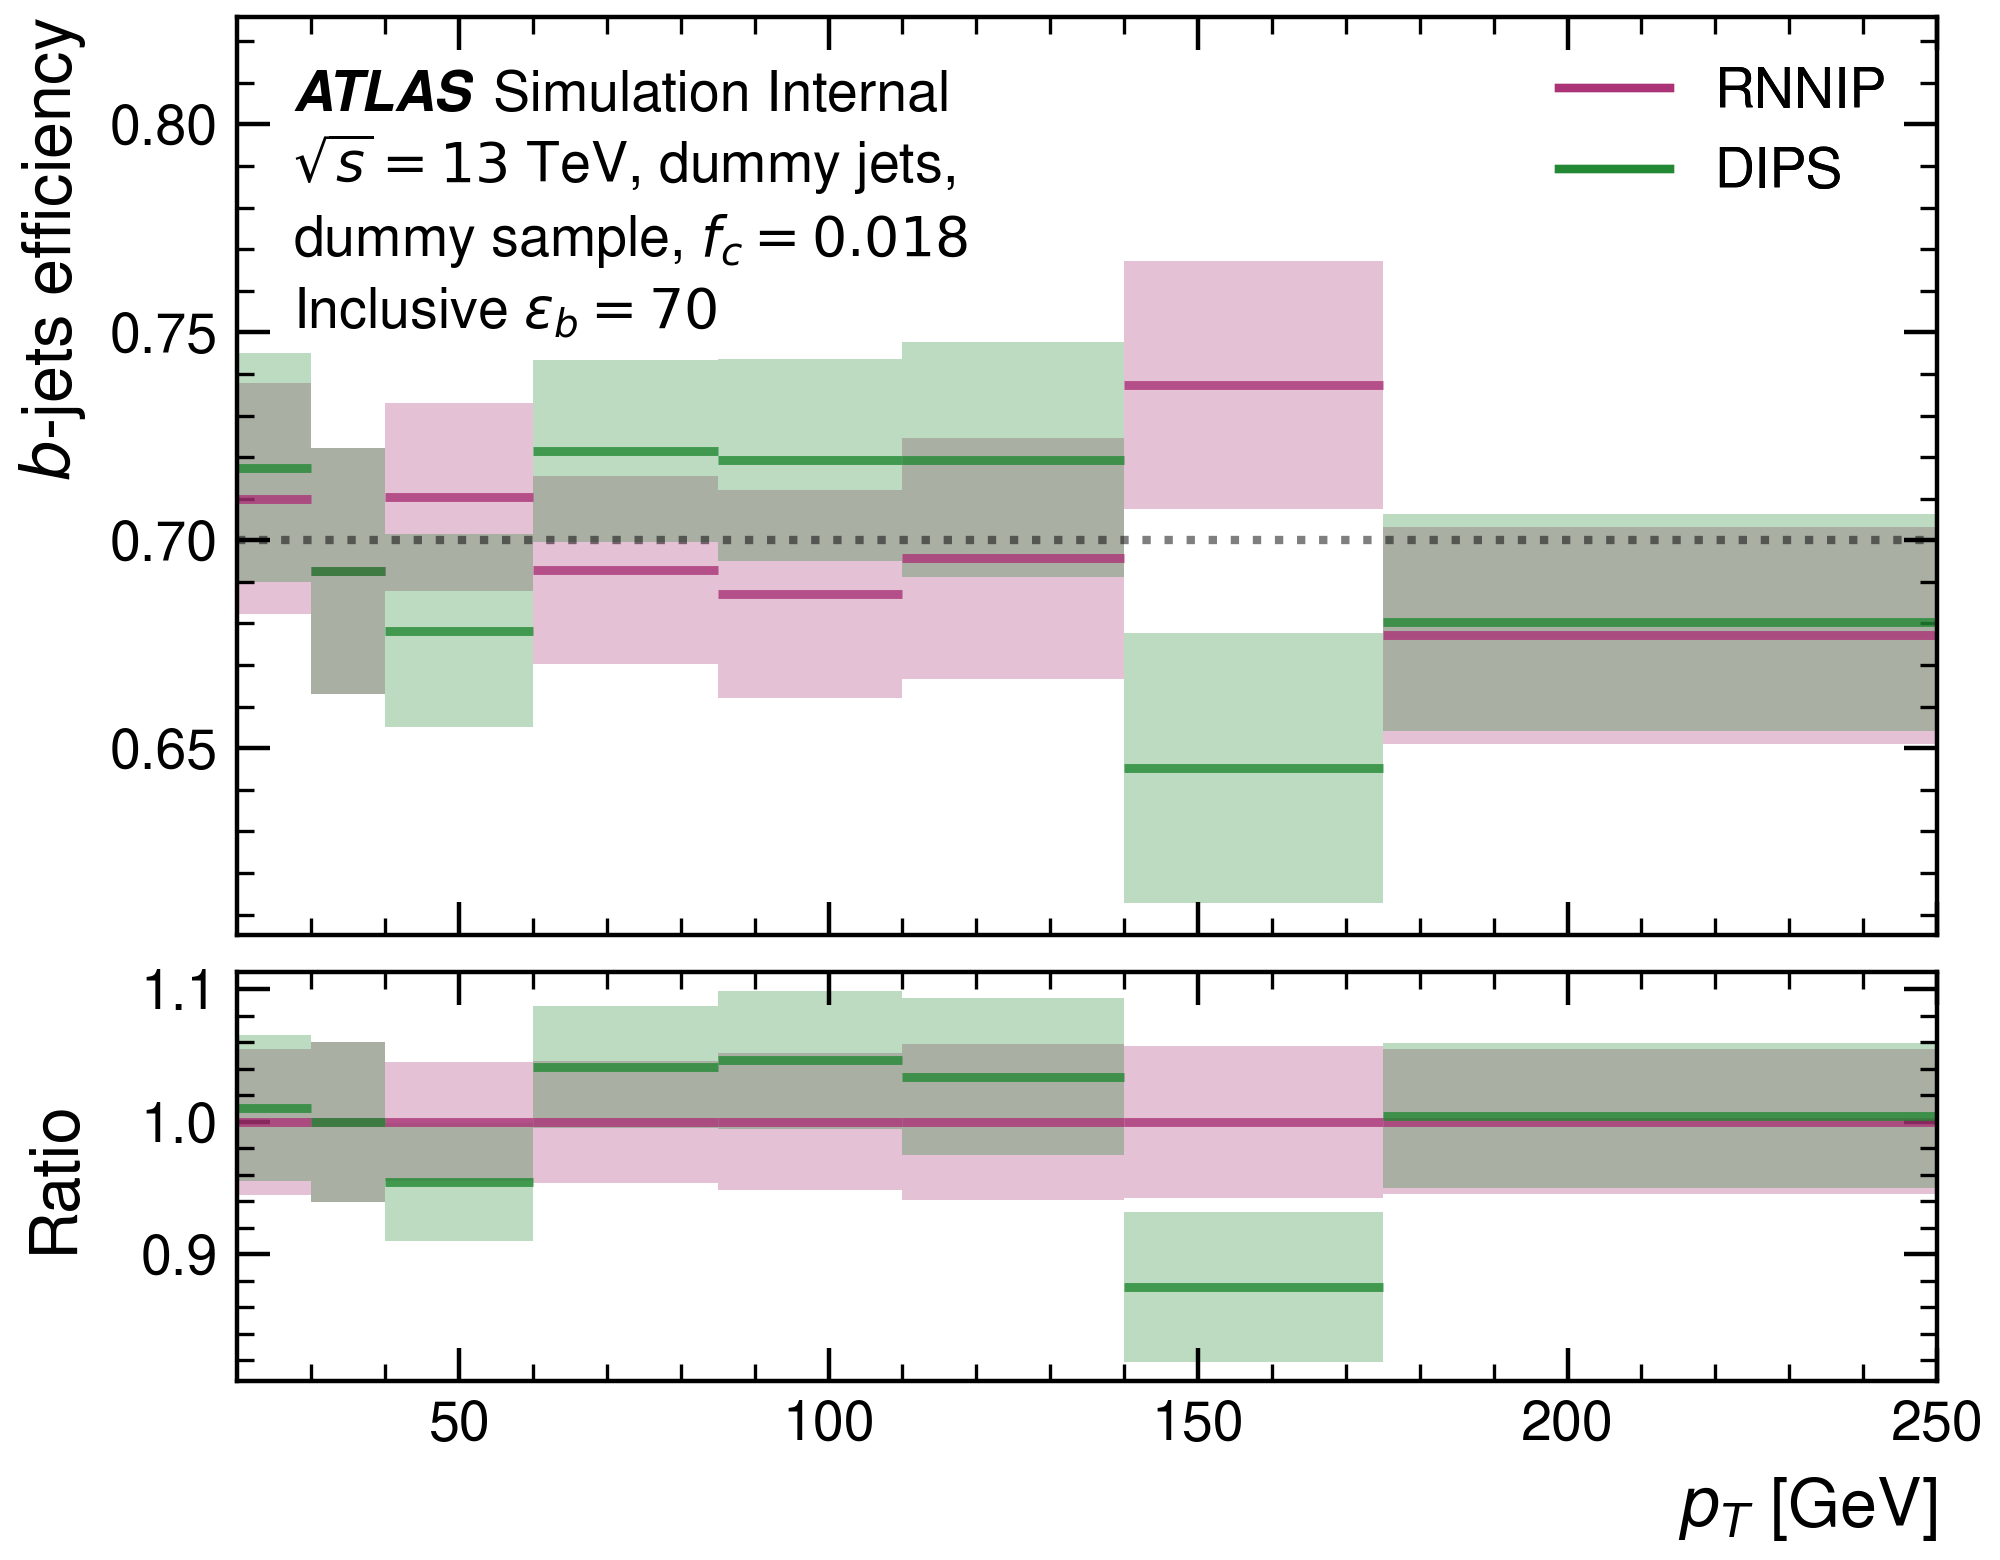 b-jets efficiency
0.80
0.75
0.70
0.65
ATLAS Simulation Internal
√s = 13 TeV, dummy jets,
dummy sample, f_c = 0.018
Inclusive ε_b = 70
RNNIP
DIPS
Ratio
1.1
1.0
0.9
50 100 150 200 250
p_T [GeV]